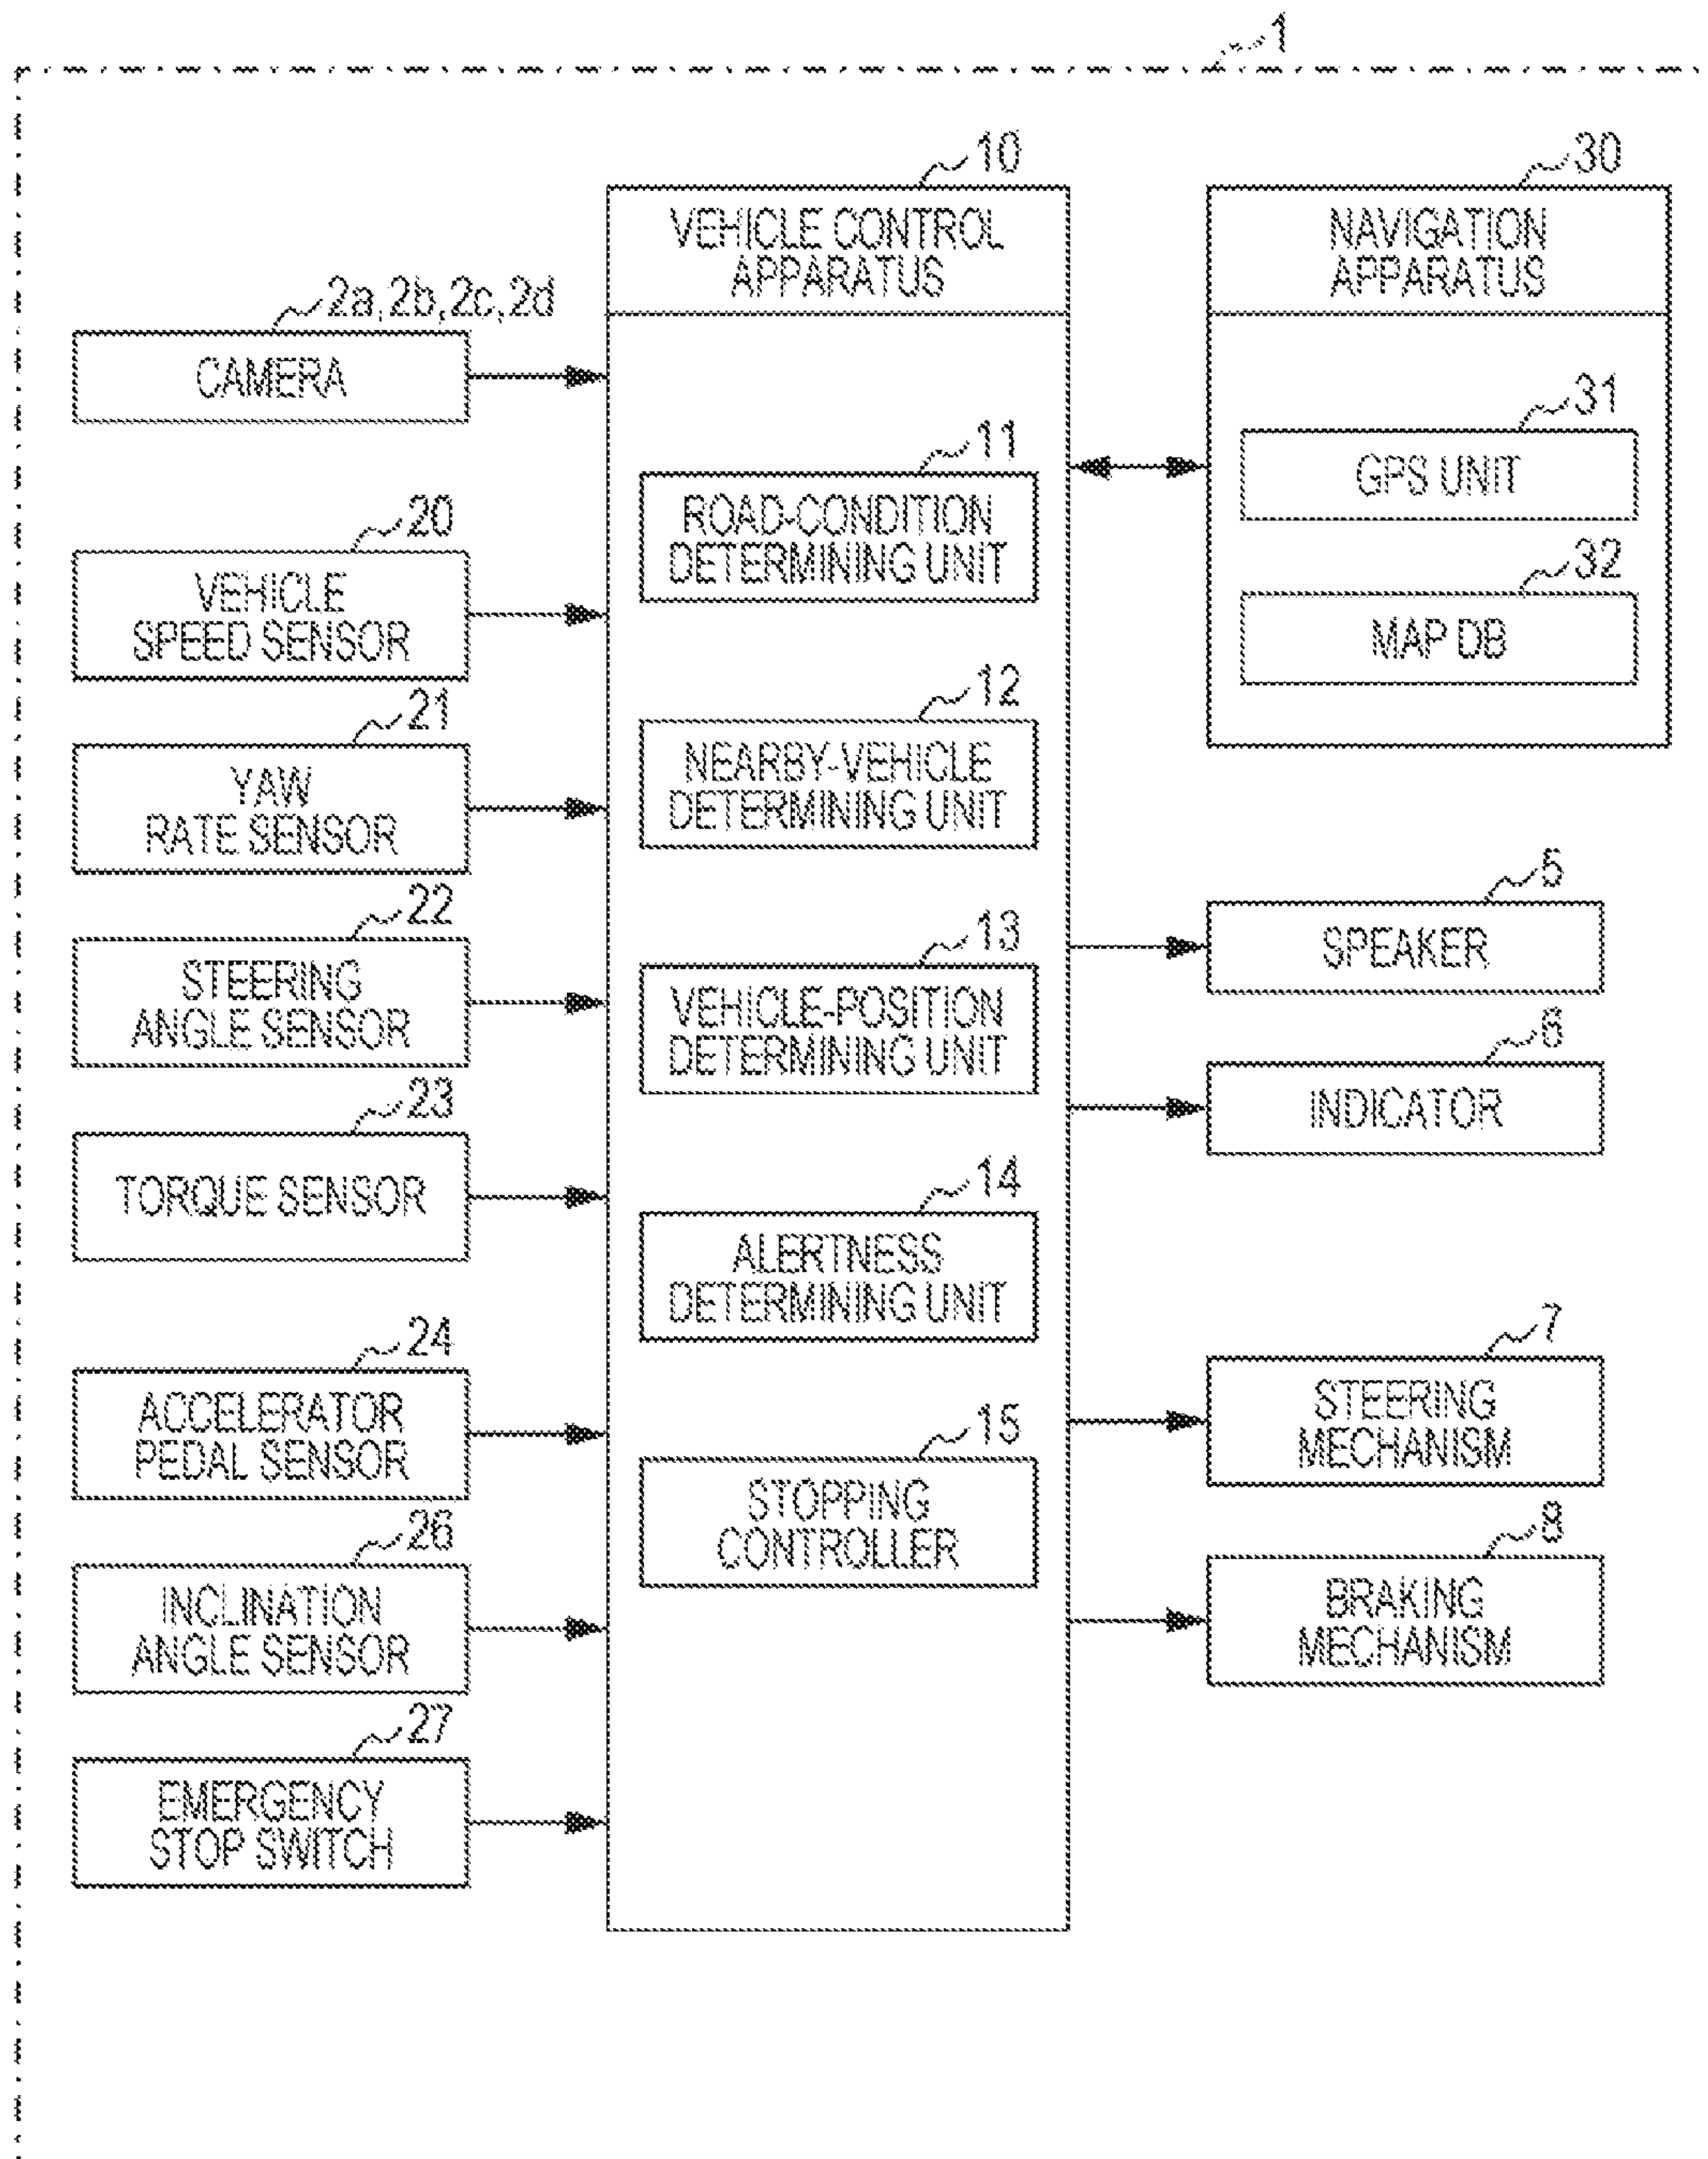 1
10
VEHICLE CONTROL
APPARATUS
30
NAVIGATION
APPARATUS
2a,2b,2c,2d
CAMERA
31
GPS UNIT
11
ROAD-CONDITION
DETERMINING UNIT
32
MAP DB
20
VEHICLE
SPEED SENSOR
12
NEARBY-VEHICLE
DETERMINING UNIT
21
YAW
RATE SENSOR
5
SPEAKER
22
STEERING
ANGLE SENSOR
13
VEHICLE-POSITION
DETERMINING UNIT
6
INDICATOR
23
TORQUE SENSOR
14
ALERTNESS
DETERMINING UNIT
7
STEERING
MECHANISM
24
ACCELERATOR
PEDAL SENSOR
15
STOPPING
CONTROLLER
8
BRAKING
MECHANISM
26
INCLINATION
ANGLE SENSOR
27
EMERGENCY
STOP SWITCH